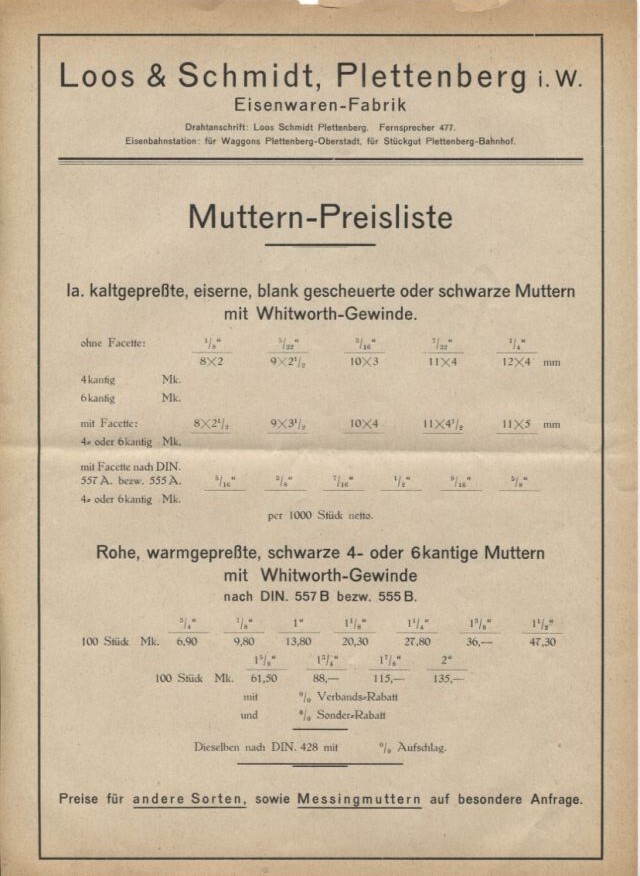 Loos & Schmidt, Plettenberg i. W.
Eisenwaren-Fabrik
Drahtanschrift: Loos Schmidt Plettenberg. Fernsprecher 477.
Eisenbahnstation: für Waggons Plettenberg-Oberstadt, für Stückgut Plettenberg-Bahnhof.
Muttern-Preisliste
Ia. kaltgepreßte, eiserne, blank gescheuerte oder schwarze Muttern
mit Whitworth-Gewinde.
ohne Facette: 1/8" 5/32" 3/16" 7/32" 1/4"
8×2 9×2 1/2 10×3 11×4 12×4 mm
4kantig Mk.
6kantig Mk.
mit Facette: 8×2 1/2 9×3 1/2 10×4 11×4 1/2 11×5 mm
4- oder 6kantig Mk.
mit Facette nach DIN.
557 A. bezw. 555 A. 5/16" 3/8" 7/16" 1/2" 9/16" 5/8"
4- oder 6kantig Mk.
per 1000 Stück netto.
Rohe, warmgepreßte, schwarze 4- oder 6kantige Muttern
mit Whitworth-Gewinde
nach DIN. 557 B bezw. 555 B.
3/4" 7/8" 1" 1 1/8" 1 1/4" 1 3/8" 1 1/2"
100 Stück Mk. 6,90 9,80 13,80 20,30 27,80 36,— 47,30
1 5/8" 1 3/4" 1 7/8" 2"
100 Stück Mk. 61,50 88,— 115,— 135,—
mit % Verbands-Rabatt
und % Sonder-Rabatt
Dieselben nach DIN. 428 mit % Aufschlag.
Preise für andere Sorten, sowie Messingmuttern auf besondere Anfrage.